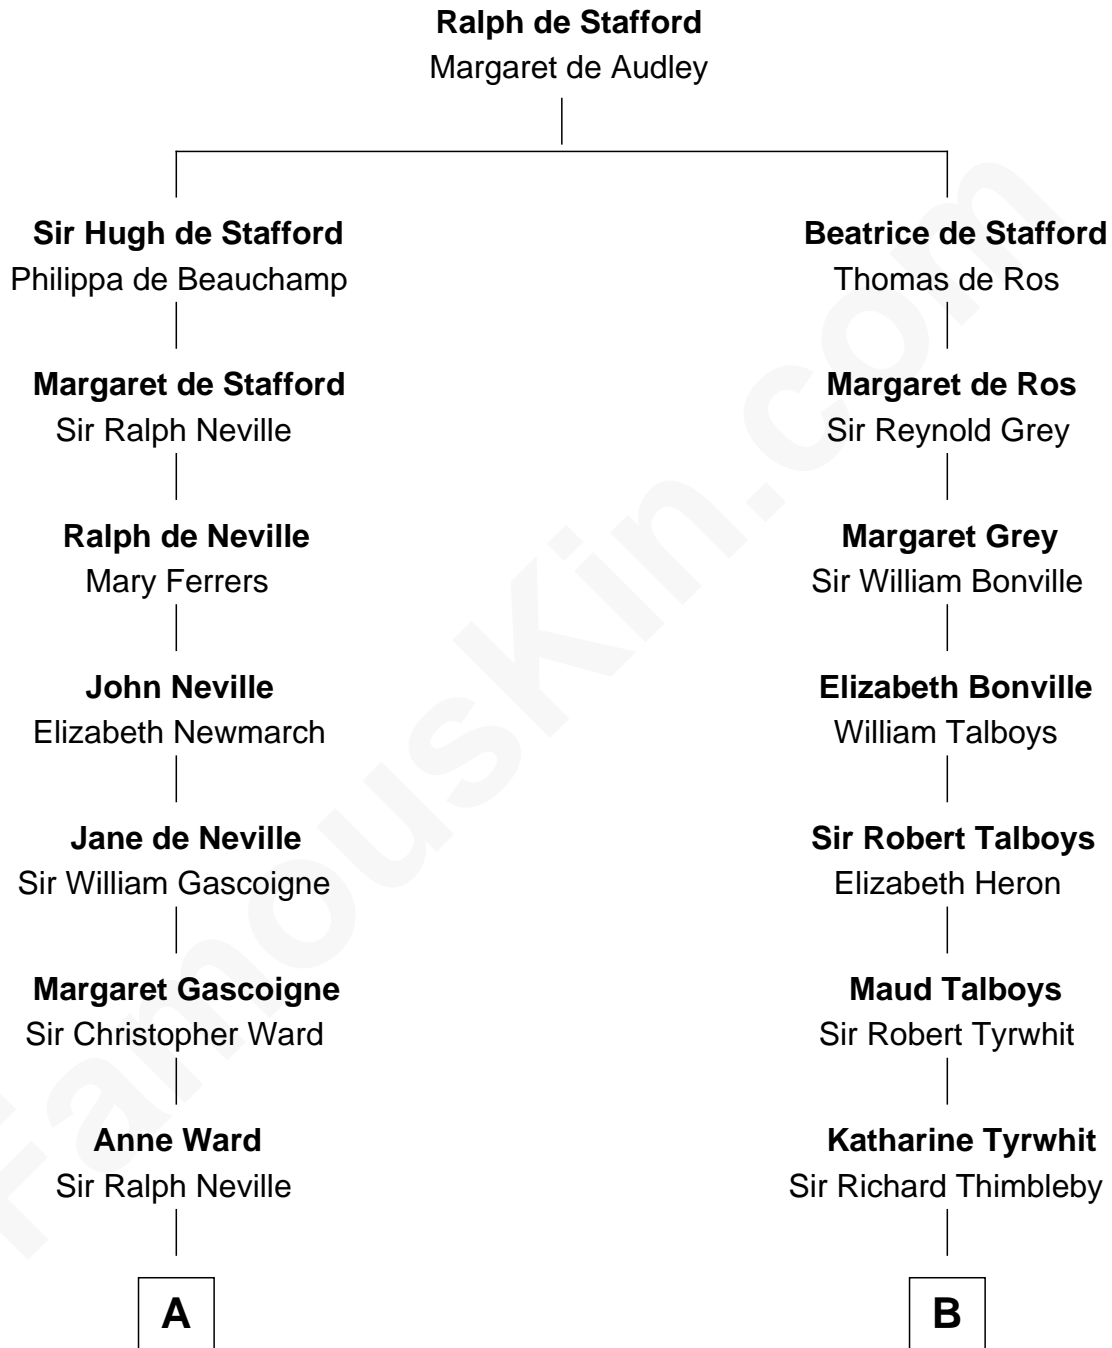 Ralph de Stafford
Margaret de Audley
Sir Hugh de Stafford
Philippa de Beauchamp
Beatrice de Stafford
Thomas de Ros
Margaret de Stafford
Sir Ralph Neville
Margaret de Ros
Sir Reynold Grey
Ralph de Neville
Mary Ferrers
Margaret Grey
Sir William Bonville
John Neville
Elizabeth Newmarch
Elizabeth Bonville
William Talboys
Jane de Neville
Sir William Gascoigne
Sir Robert Talboys
Elizabeth Heron
Margaret Gascoigne
Sir Christopher Ward
Maud Talboys
Sir Robert Tyrwhit
Anne Ward
Sir Ralph Neville
Katharine Tyrwhit
Sir Richard Thimbleby
A
B
FamousKin.com